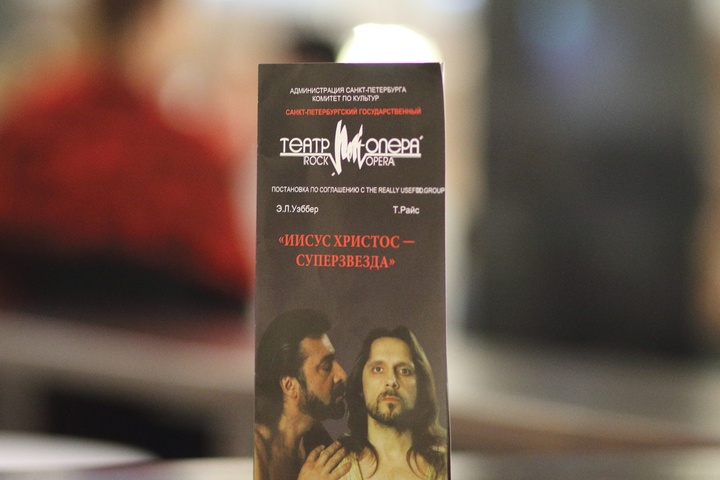 АДМИНИСТРАЦИЯ САНКТ-ПЕТЕРБУРГА
КОМИТЕТ ПО КУЛЬТУР
САНКТ-ПЕТЕРБУРГСКИЙ ГОСУДАРСТВЕННЫЙ
ТЕАТР ОПЕРА
ROCK OPERA
ПОСТАНОВКА ПО СОГЛАШЕНИЮ С THE REALLY USEFUL GROUP
Э.Л.Уэббер Т.Райс
«ИИСУС ХРИСТОС —
СУПЕРЗВЕЗДА»